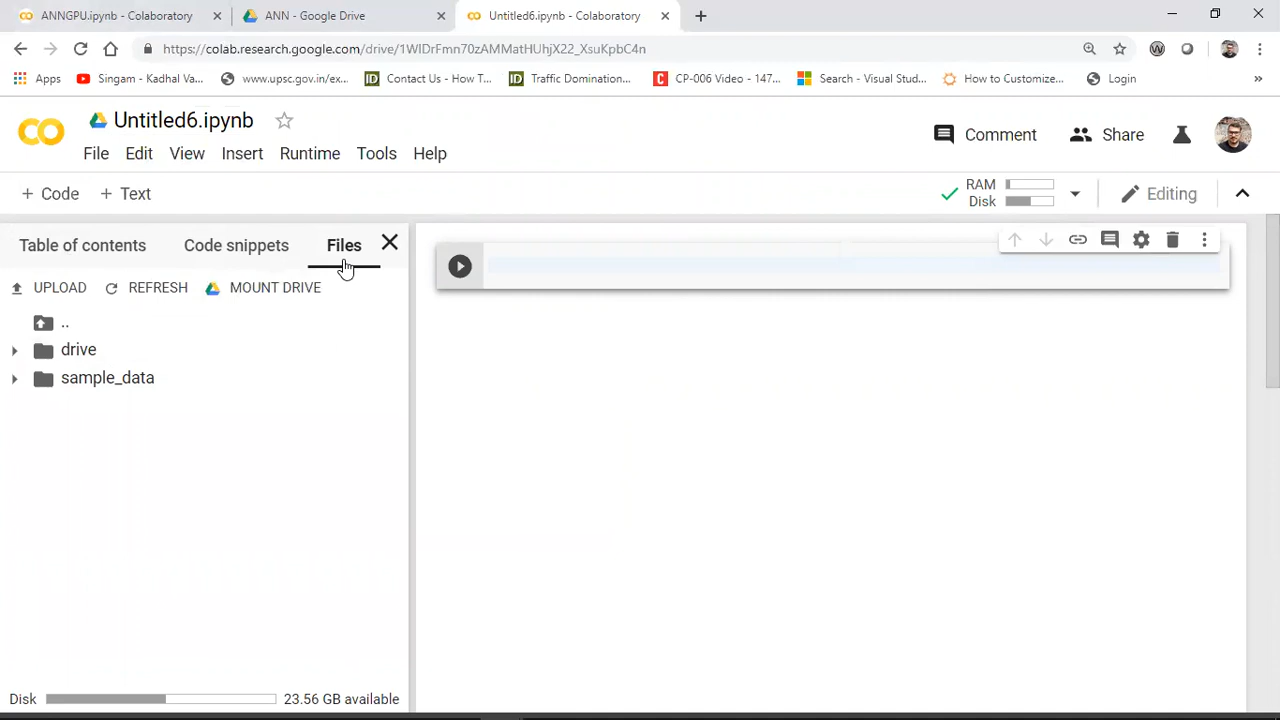 ANNGPU.ipynb - Colaboratory
ANN - Google Drive
Untitled6.ipynb - Colaboratory
https://colab.research.google.com/drive/1WlDrFmn70zAMMatHUhjX22_XsuKpbC4n
Apps
Singam - Kadhal Va...
www.upsc.gov.in/ex...
ID Contact Us - How T...
ID Traffic Domination...
C CP-006 Video - 147...
Search - Visual Stud...
How to Customize...
Login
»
CO Untitled6.ipynb
Comment
Share
File Edit View Insert Runtime Tools Help
+ Code + Text
RAM
Disk
Editing
Table of contents Code snippets Files
UPLOAD REFRESH MOUNT DRIVE
..
drive
sample_data
Disk 23.56 GB available